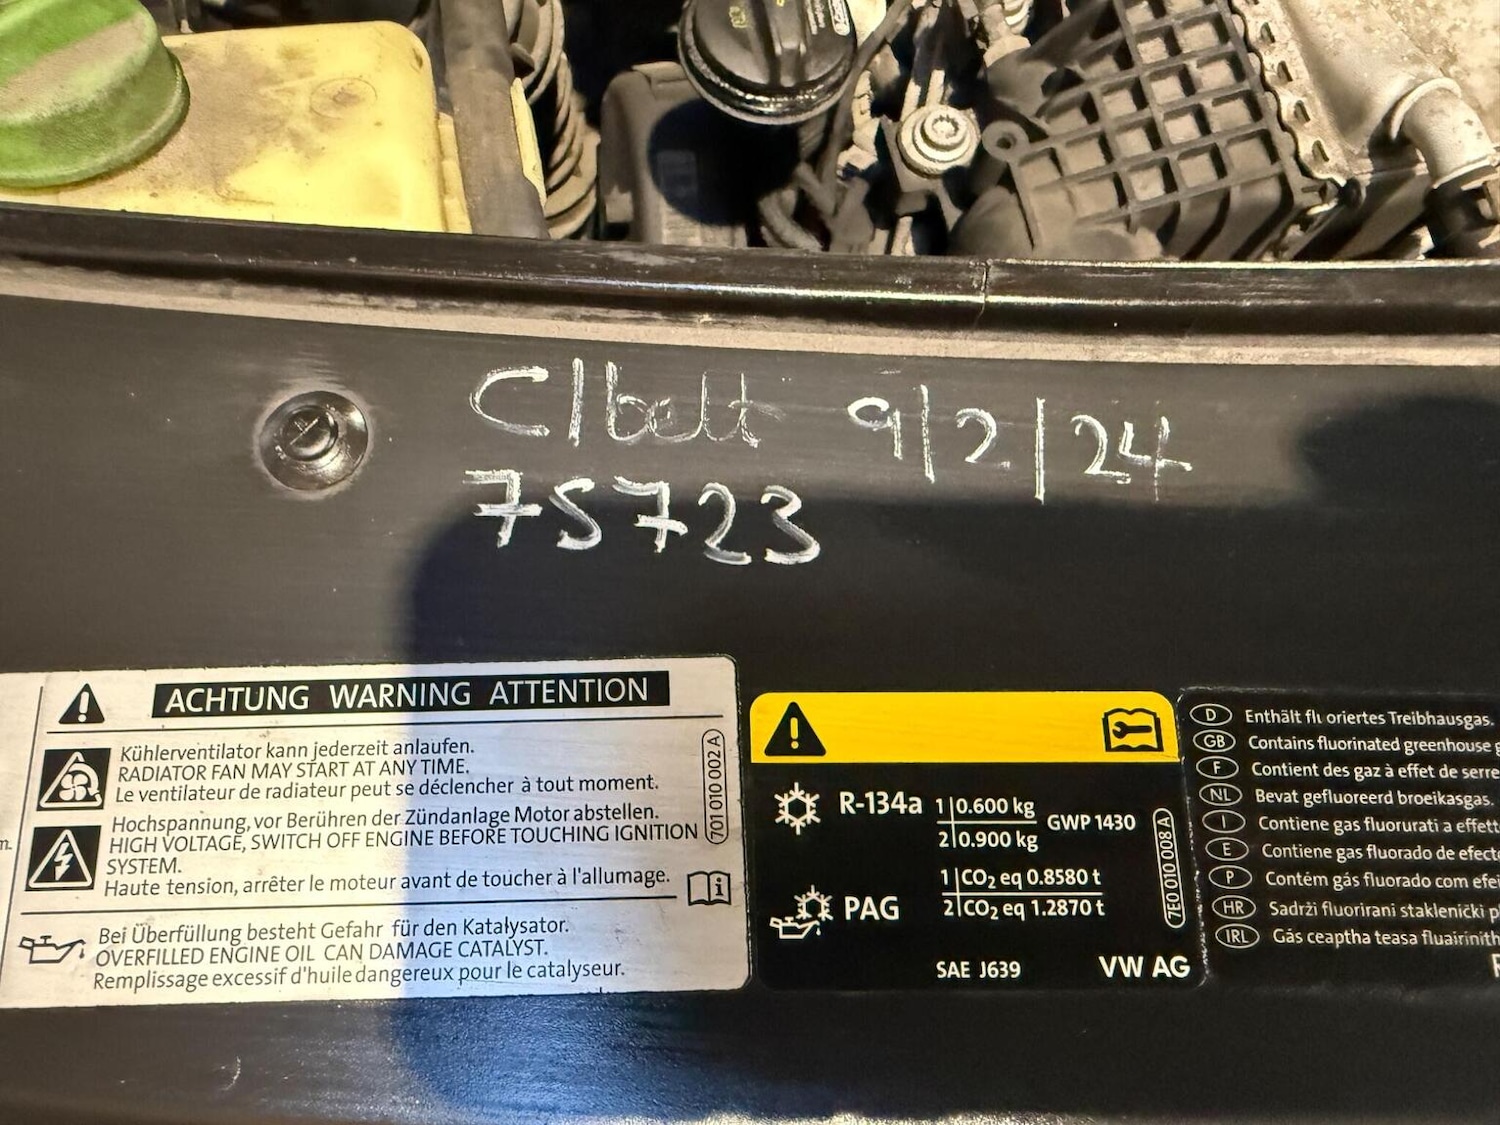 C/belt 9/2/24
75723
ACHTUNG WARNING ATTENTION
Kühlerventilator kann jederzeit anlaufen.
RADIATOR FAN MAY START AT ANY TIME.
Le ventilateur de radiateur peut se déclencher à tout moment.
Hochspannung, vor Berühren der Zündanlage Motor abstellen.
HIGH VOLTAGE, SWITCH OFF ENGINE BEFORE TOUCHING IGNITION
SYSTEM.
Haute tension, arrêter le moteur avant de toucher à l'allumage.
Bei Überfüllung besteht Gefahr für den Katalysator.
OVERFILLED ENGINE OIL CAN DAMAGE CATALYST.
Remplissage excessif d'huile dangereux pour le catalyseur.
701 010 002 A
R-134a 1 0.600 kg
2 0.900 kg
GWP 1430
PAG 1 CO₂ eq 0.8580 t
2 CO₂ eq 1.2870 t
SAE J639 VW AG
7E0 010 008 A
D Enthält flu oriertes Treibhausgas.
GB Contains fluorinated greenhouse
F Contient des gaz à effet de serre
NL Bevat gefluoreerd broeikasgas.
I Contiene gas fluorurati a effett
E Contiene gas fluorado de efect
P Contém gás fluorado com efei
HR Sadrži fluorirani staklenički p
IRL Gás ceaptha teasa fluairinith